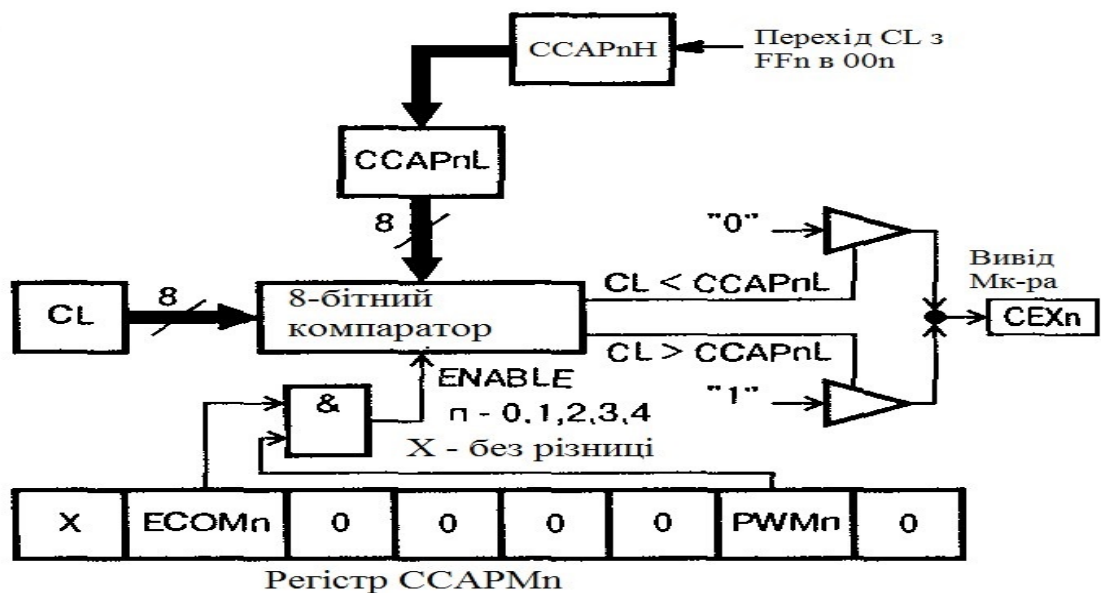 CCAPnH
Перехід CL з
FFn в 00n
CCAPnL
8
"0"
CL < CCAPnL
Вивід
Мк-ра
CL
8
8-бітний
компаратор
CEXn
CL > CCAPnL
ENABLE
"1"
&
n - 0,1,2,3,4
X - без різниці
X ECOMn 0 0 0 0 PWMn 0
Регістр CCAPMn